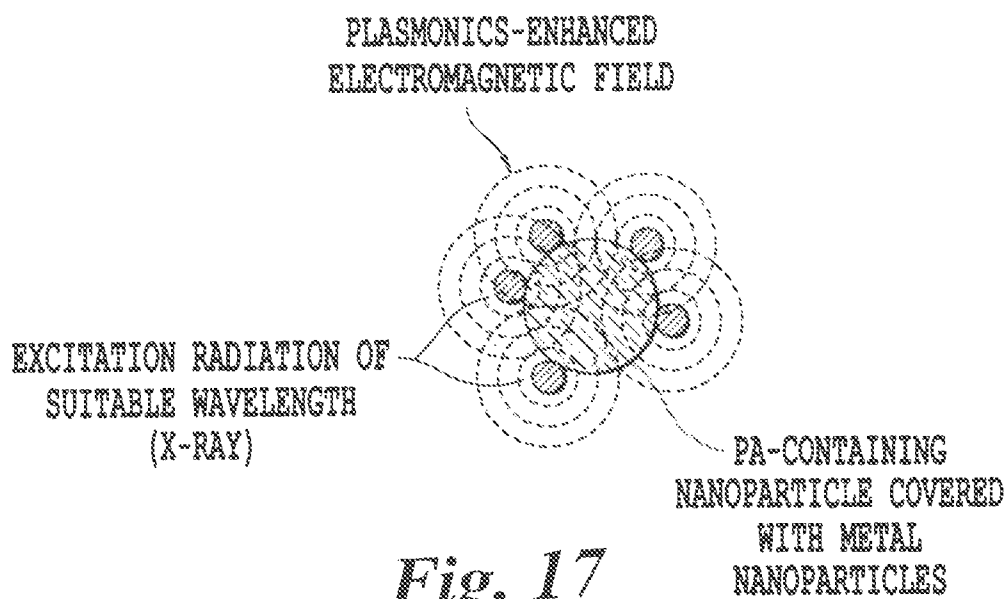 PLASMONICS-ENHANCED
ELECTROMAGNETIC FIELD
EXCITATION RADIATION OF
SUITABLE WAVELENGTH
(X-RAY)
PA-CONTAINING
NANOPARTICLE COVERED
WITH METAL
NANOPARTICLES
Fig. 17